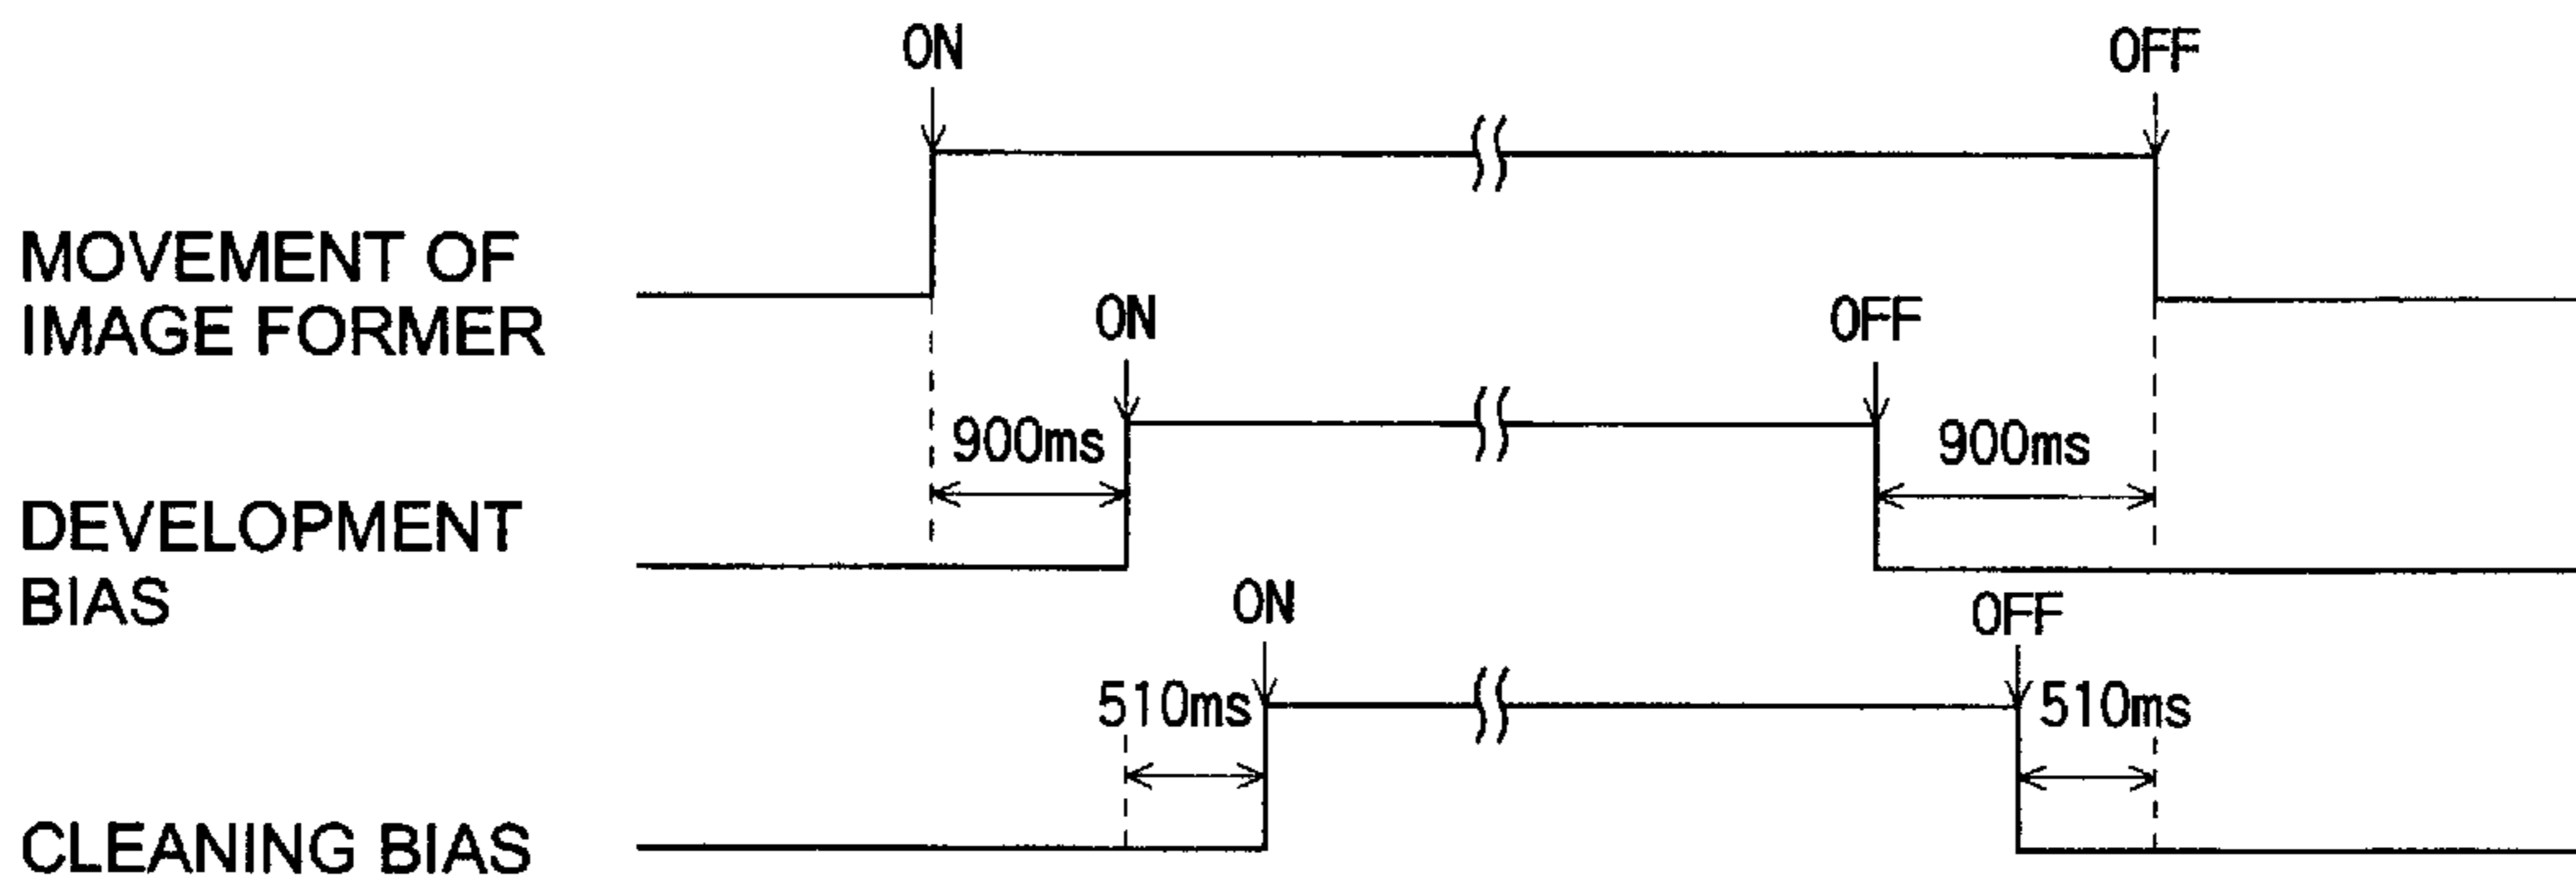 ON
OFF
MOVEMENT OF
IMAGE FORMER
ON
OFF
900ms
900ms
DEVELOPMENT
BIAS
ON
OFF
510ms
510ms
CLEANING BIAS